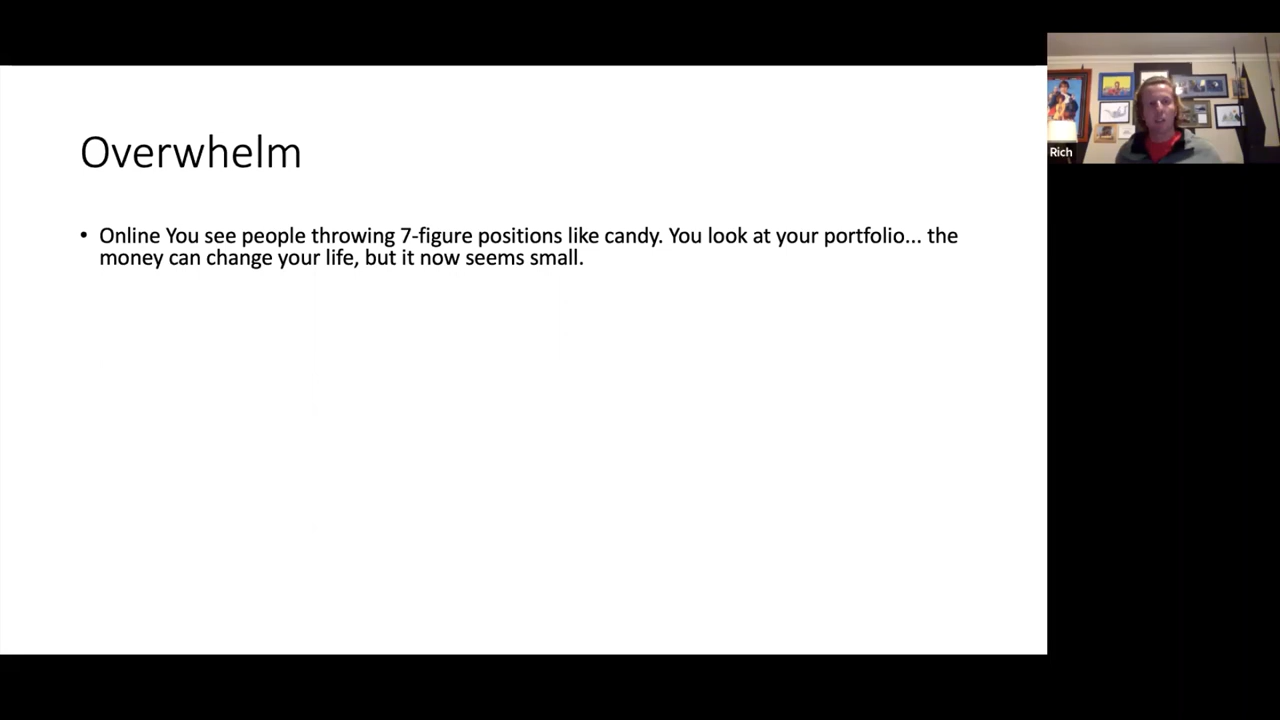 Overwhelm
• Online You see people throwing 7-figure positions like candy. You look at your portfolio... the
money can change your life, but it now seems small.
Rich